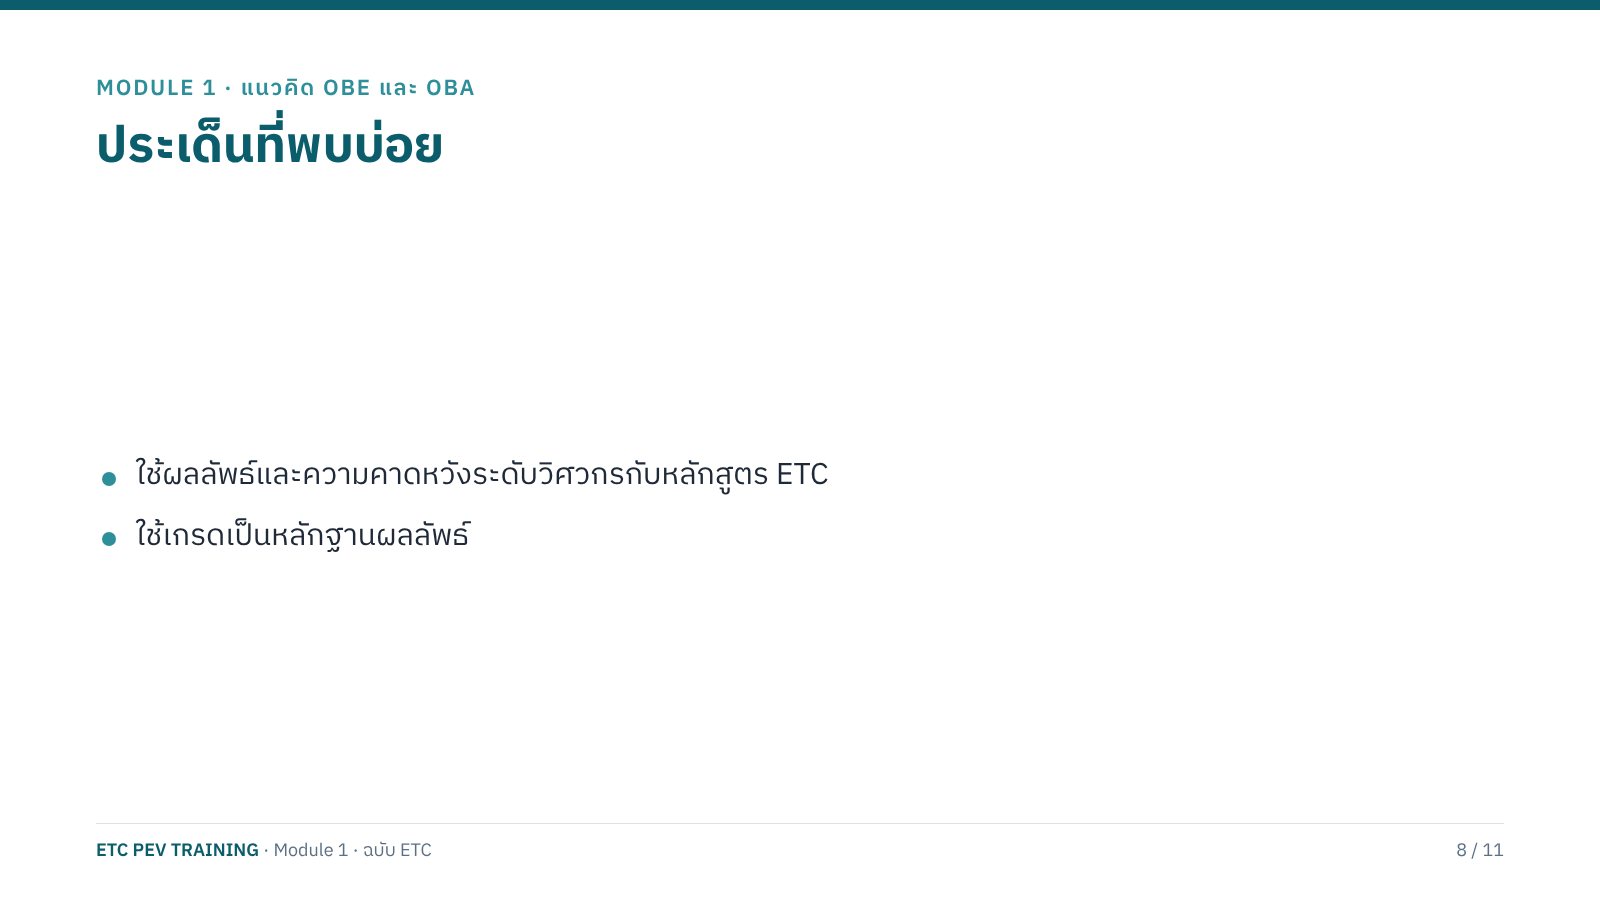 MODULE 1 · แนวคิด OBE และ OBA
ประเด็นที่พบบ่อย
ใช้ผลลัพธ์และความคาดหวังระดับวิศวกรกับหลักสูตร ETC
ใช้เกรดเป็นหลักฐานผลลัพธ์
ETC PEV TRAINING · Module 1 · ฉบับ ETC
8 / 11